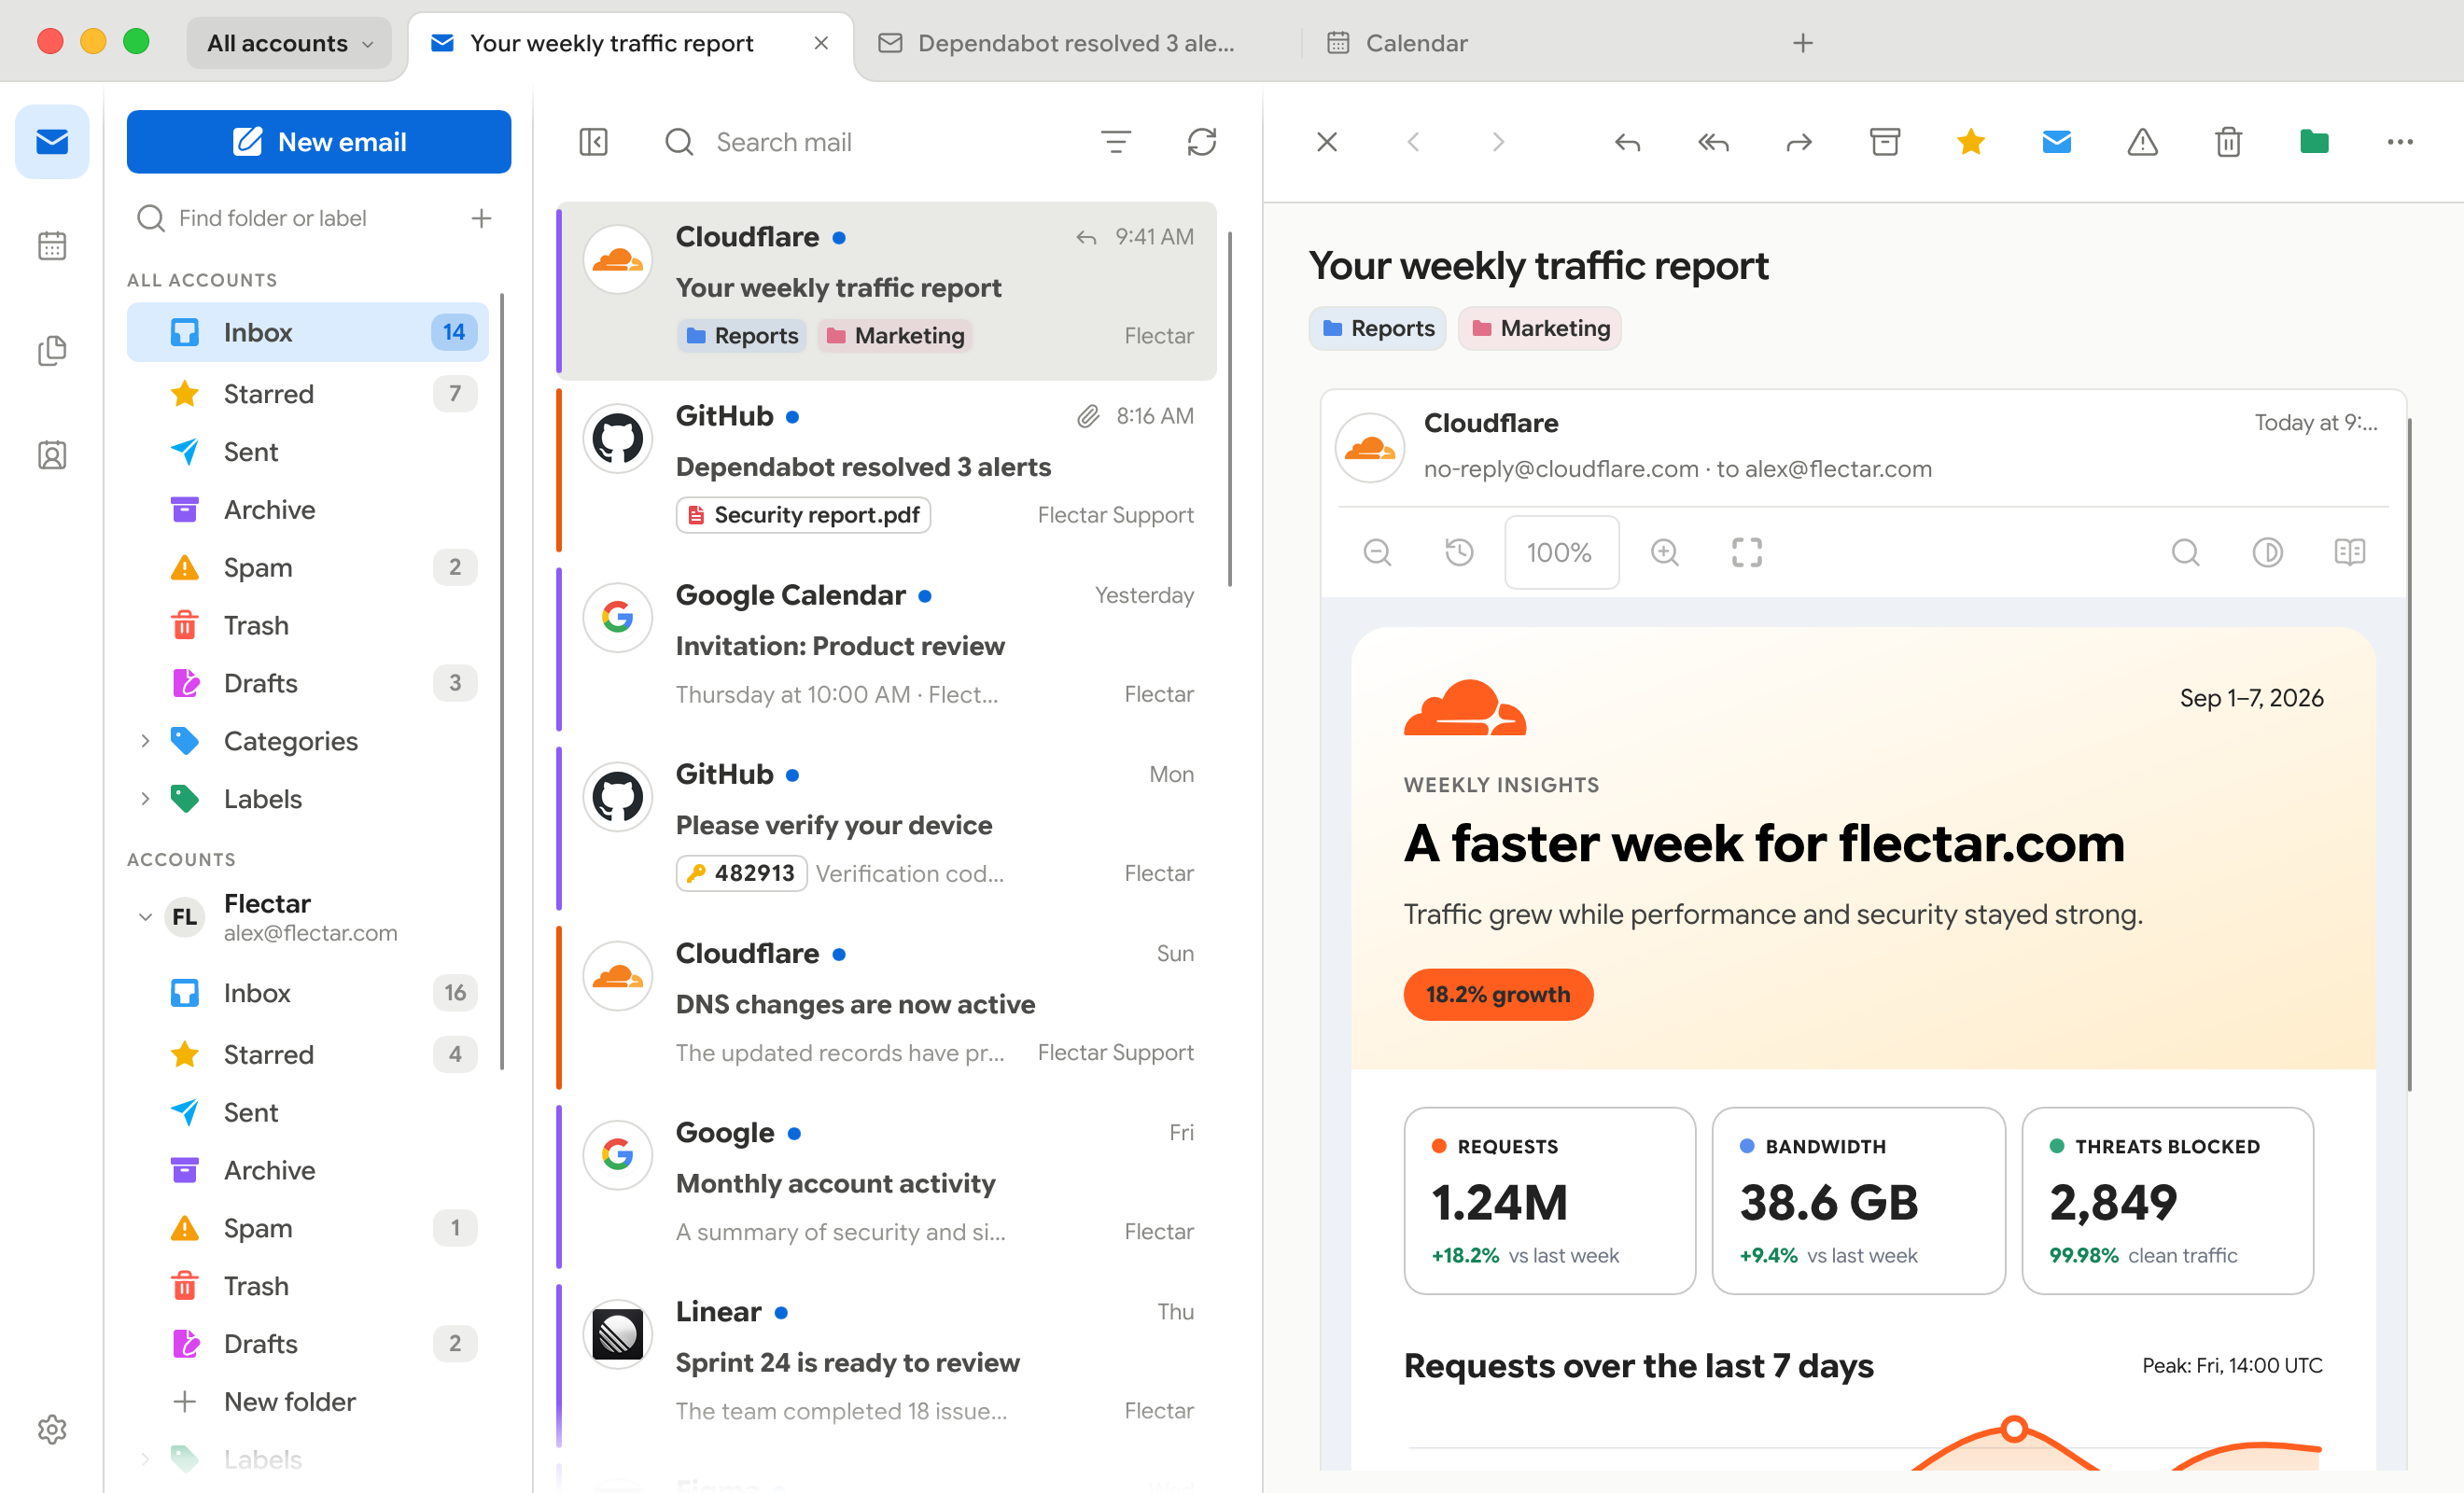 All accounts
Your weekly traffic report
Dependabot resolved 3 ale...
Calendar
New email
Find folder or label
ALL ACCOUNTS
Inbox 14
Starred 7
Sent
Archive
Spam 2
Trash
Drafts 3
Categories
Labels
ACCOUNTS
FL Flectar
alex@flectar.com
Inbox 16
Starred 4
Sent
Archive
Spam 1
Trash
Drafts 2
New folder
Labels
Search mail
Cloudflare 9:41 AM
Your weekly traffic report
Reports Marketing Flectar
GitHub 8:16 AM
Dependabot resolved 3 alerts
Security report.pdf Flectar Support
Google Calendar Yesterday
Invitation: Product review
Thursday at 10:00 AM · Flect... Flectar
GitHub Mon
Please verify your device
482913 Verification cod... Flectar
Cloudflare Sun
DNS changes are now active
The updated records have pr... Flectar Support
Google Fri
Monthly account activity
A summary of security and si... Flectar
Linear Thu
Sprint 24 is ready to review
The team completed 18 issue... Flectar
Your weekly traffic report
Reports Marketing
Cloudflare Today at 9:...
no-reply@cloudflare.com · to alex@flectar.com
100%
Sep 1–7, 2026
WEEKLY INSIGHTS
A faster week for flectar.com
Traffic grew while performance and security stayed strong.
18.2% growth
REQUESTS
1.24M
+18.2% vs last week
BANDWIDTH
38.6 GB
+9.4% vs last week
THREATS BLOCKED
2,849
99.98% clean traffic
Requests over the last 7 days
Peak: Fri, 14:00 UTC